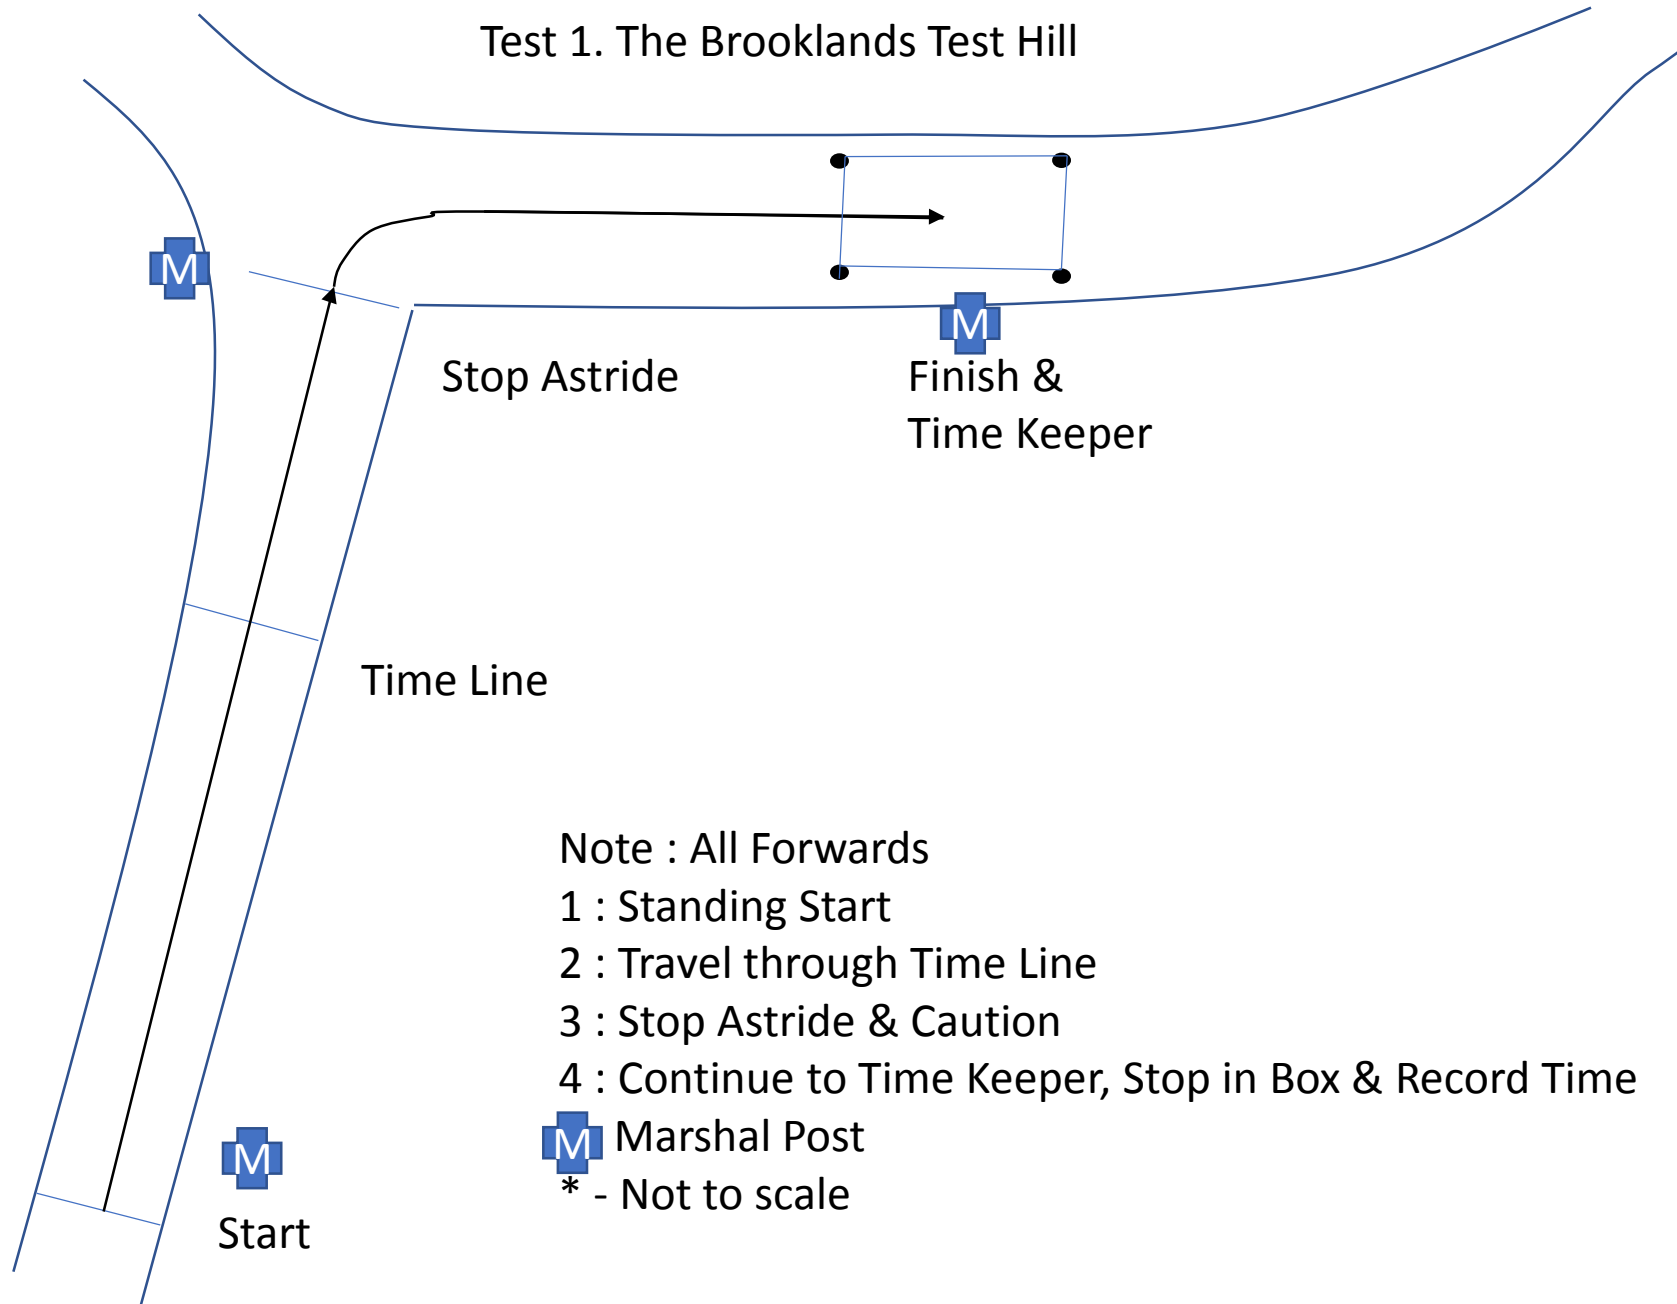 Test 1. The Brooklands Test Hill
M
M
Stop Astride
Finish &
Time Keeper
Time Line
Note : All Forwards
1 : Standing Start
2 : Travel through Time Line
3 : Stop Astride & Caution
4 : Continue to Time Keeper, Stop in Box & Record Time
M Marshal Post
* - Not to scale
M
Start